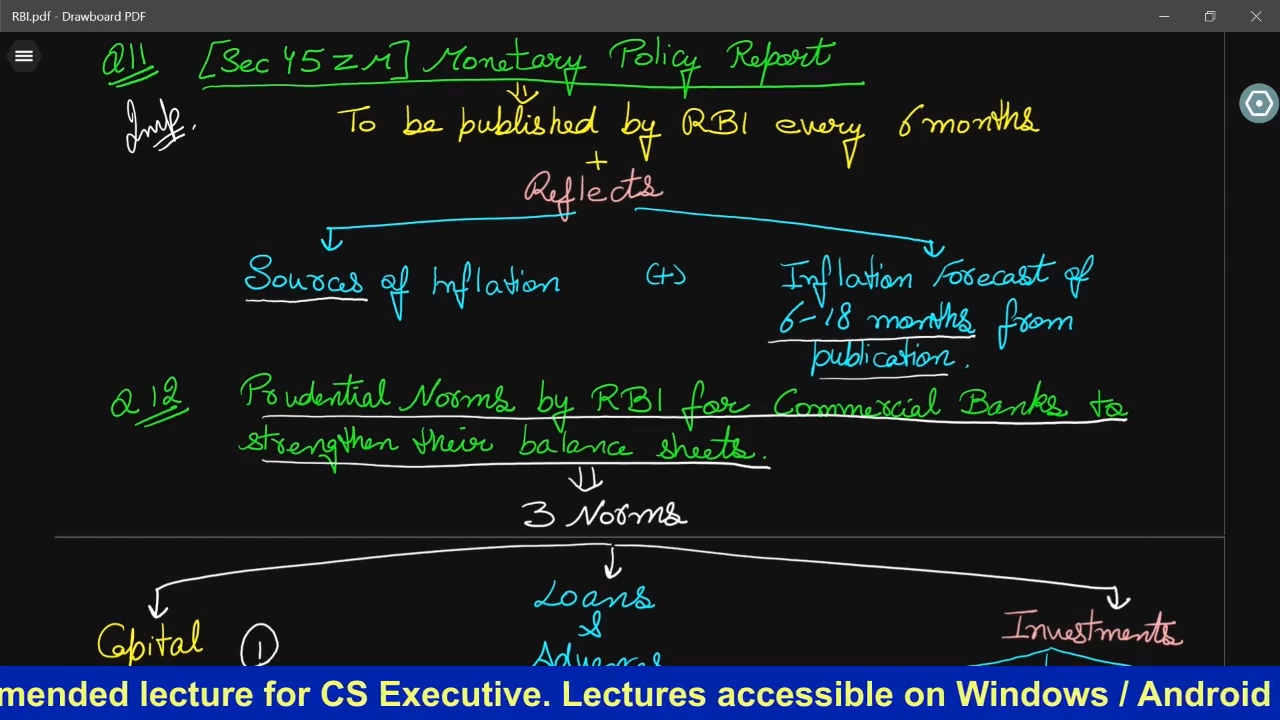 RBI.pdf - Drawboard PDF
Q11 [Sec 45ZM] Monetary Policy Report
Imp.
To be published by RBI every 6 months
+
Reflects
Sources of Inflation (+) Inflation Forecast of
6-18 months from
publication.
Q12 Prudential Norms by RBI for Commercial Banks to
strengthen their balance sheets.
3 Norms
Capital ① Loans
&
Investments
mended lecture for CS Executive. Lectures accessible on Windows / Android